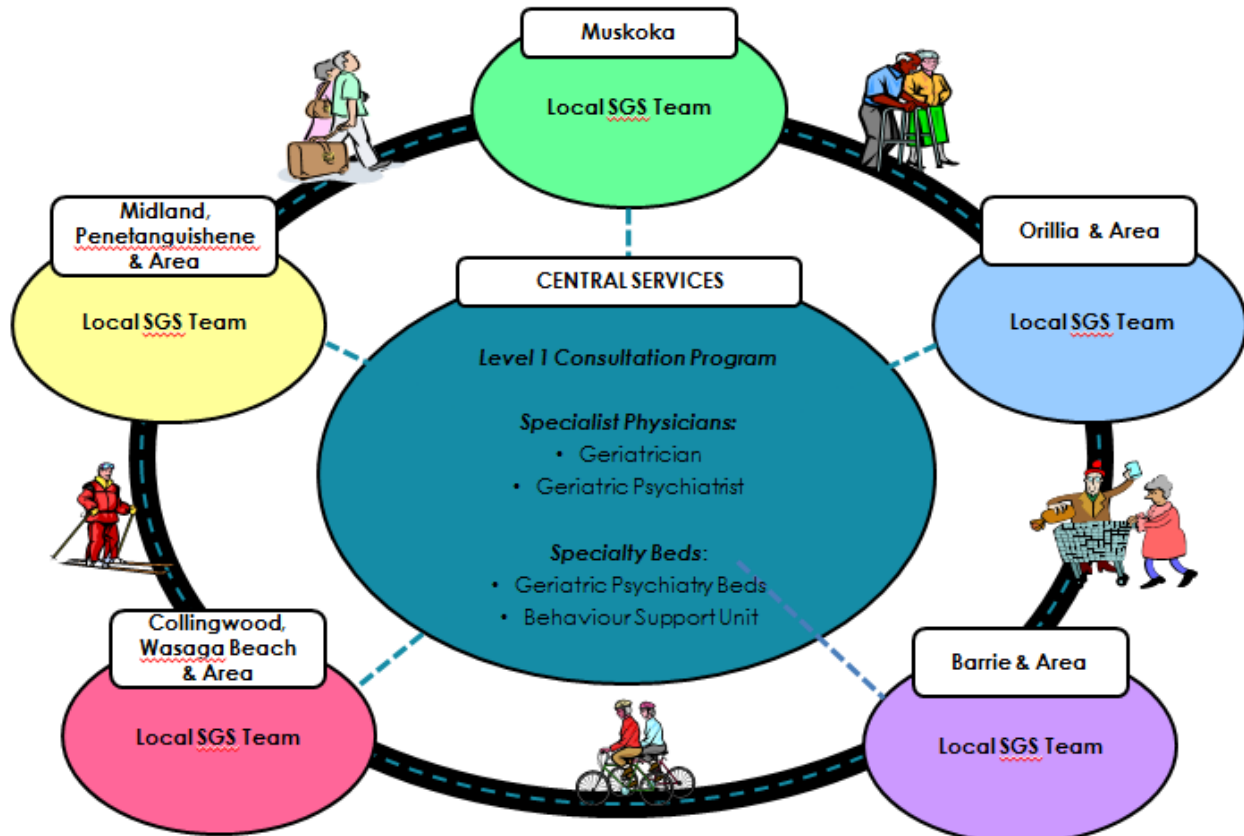 Muskoka
Local SGS Team
Midland,
Penetanguishene
& Area
Local SGS Team
Orillia & Area
Local SGS Team
CENTRAL SERVICES
Level 1 Consultation Program
Specialist Physicians:
• Geriatrician
• Geriatric Psychiatrist
Specialty Beds:
• Geriatric Psychiatry Beds
• Behaviour Support Unit
Collingwood,
Wasaga Beach
& Area
Local SGS Team
Barrie & Area
Local SGS Team